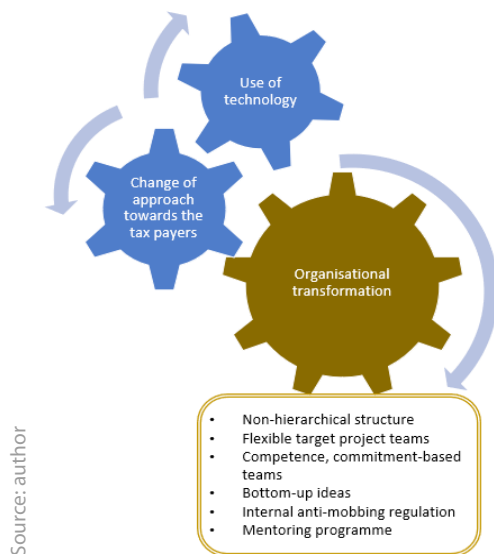 Use of
technology
Change of
approach
towards the
tax payers
Organisational
transformation
• Non-hierarchical structure
• Flexible target project teams
• Competence, commitment-based
teams
• Bottom-up ideas
• Internal anti-mobbing regulation
• Mentoring programme
Source: author